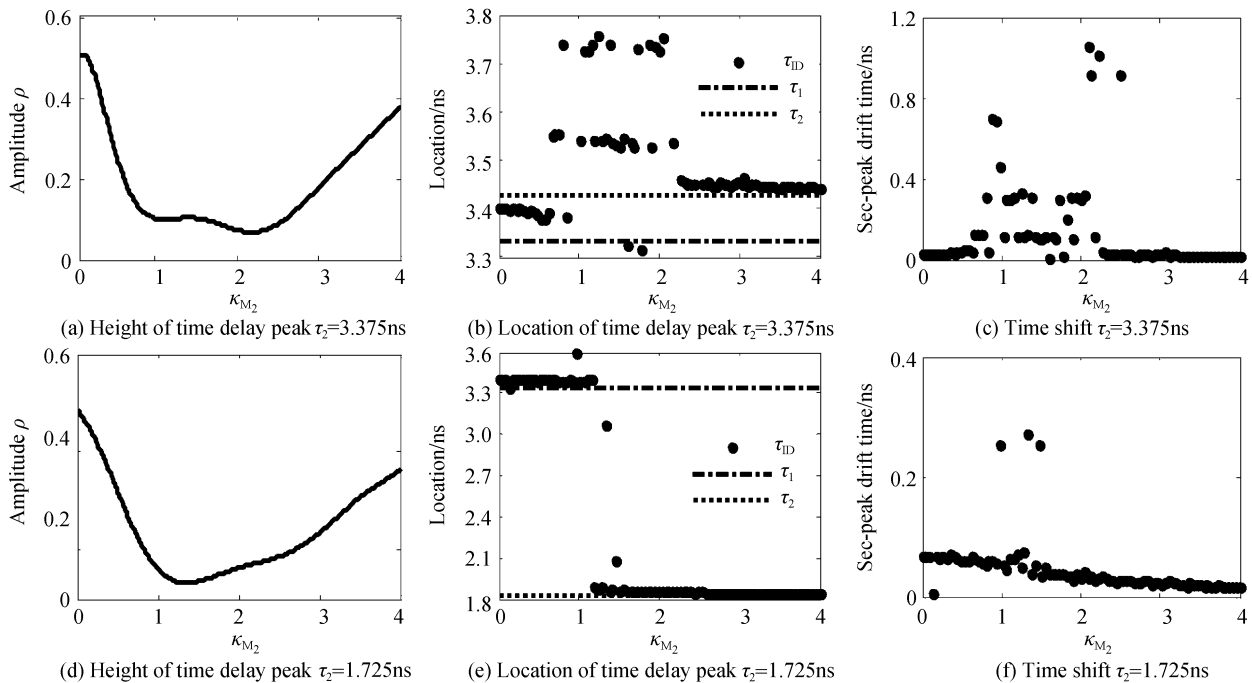 0.6
0.4
0.2
0
0
1
2
3
4
Amplitude ρ
κM2
(a) Height of time delay peak τ2=3.375ns
3.8
3.7
3.6
3.5
3.4
3.3
0
1
2
3
4
Location/ns
τID
τ1
τ2
κM2
(b) Location of time delay peak τ2=3.375ns
1.2
0.8
0.4
0
0
1
2
3
4
Sec-peak drift time/ns
κM2
(c) Time shift τ2=3.375ns
0.6
0.4
0.2
0
0
1
2
3
4
Amplitude ρ
κM2
(d) Height of time delay peak τ2=1.725ns
3.6
3.3
3.0
2.7
2.4
2.1
1.8
0
1
2
3
4
Location/ns
τID
τ1
τ2
κM2
(e) Location of time delay peak τ2=1.725ns
0.4
0.2
0
0
1
2
3
4
Sec-peak drift time/ns
κM2
(f) Time shift τ2=1.725ns